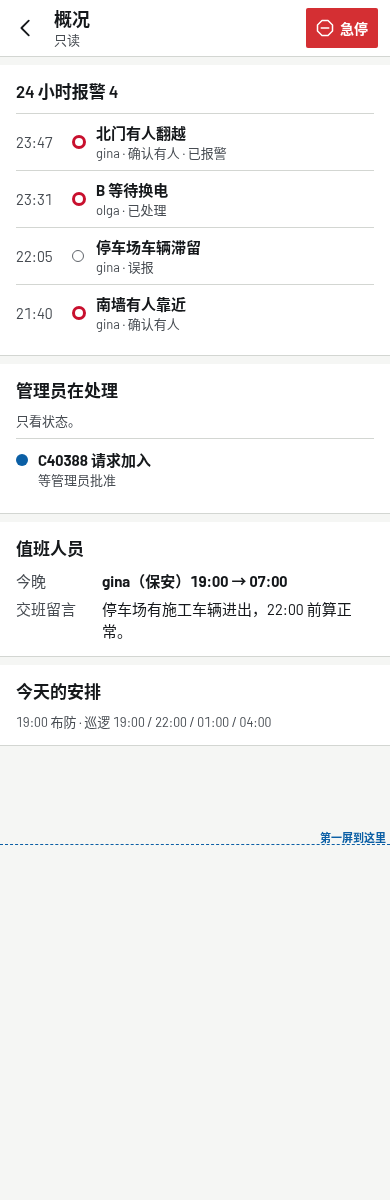 概况
只读
急停
24 小时报警 4
23:47
北门有人翻越
gina · 确认有人 · 已报警
23:31
B 等待换电
olga · 已处理
22:05
停车场车辆滞留
gina · 误报
21:40
南墙有人靠近
gina · 确认有人
管理员在处理
只看状态。
C40388 请求加入
等管理员批准
值班人员
今晚
gina（保安）19:00 → 07:00
交班留言
停车场有施工车辆进出，22:00 前算正
常。
今天的安排
19:00 布防 · 巡逻 19:00 / 22:00 / 01:00 / 04:00
第一屏到这里